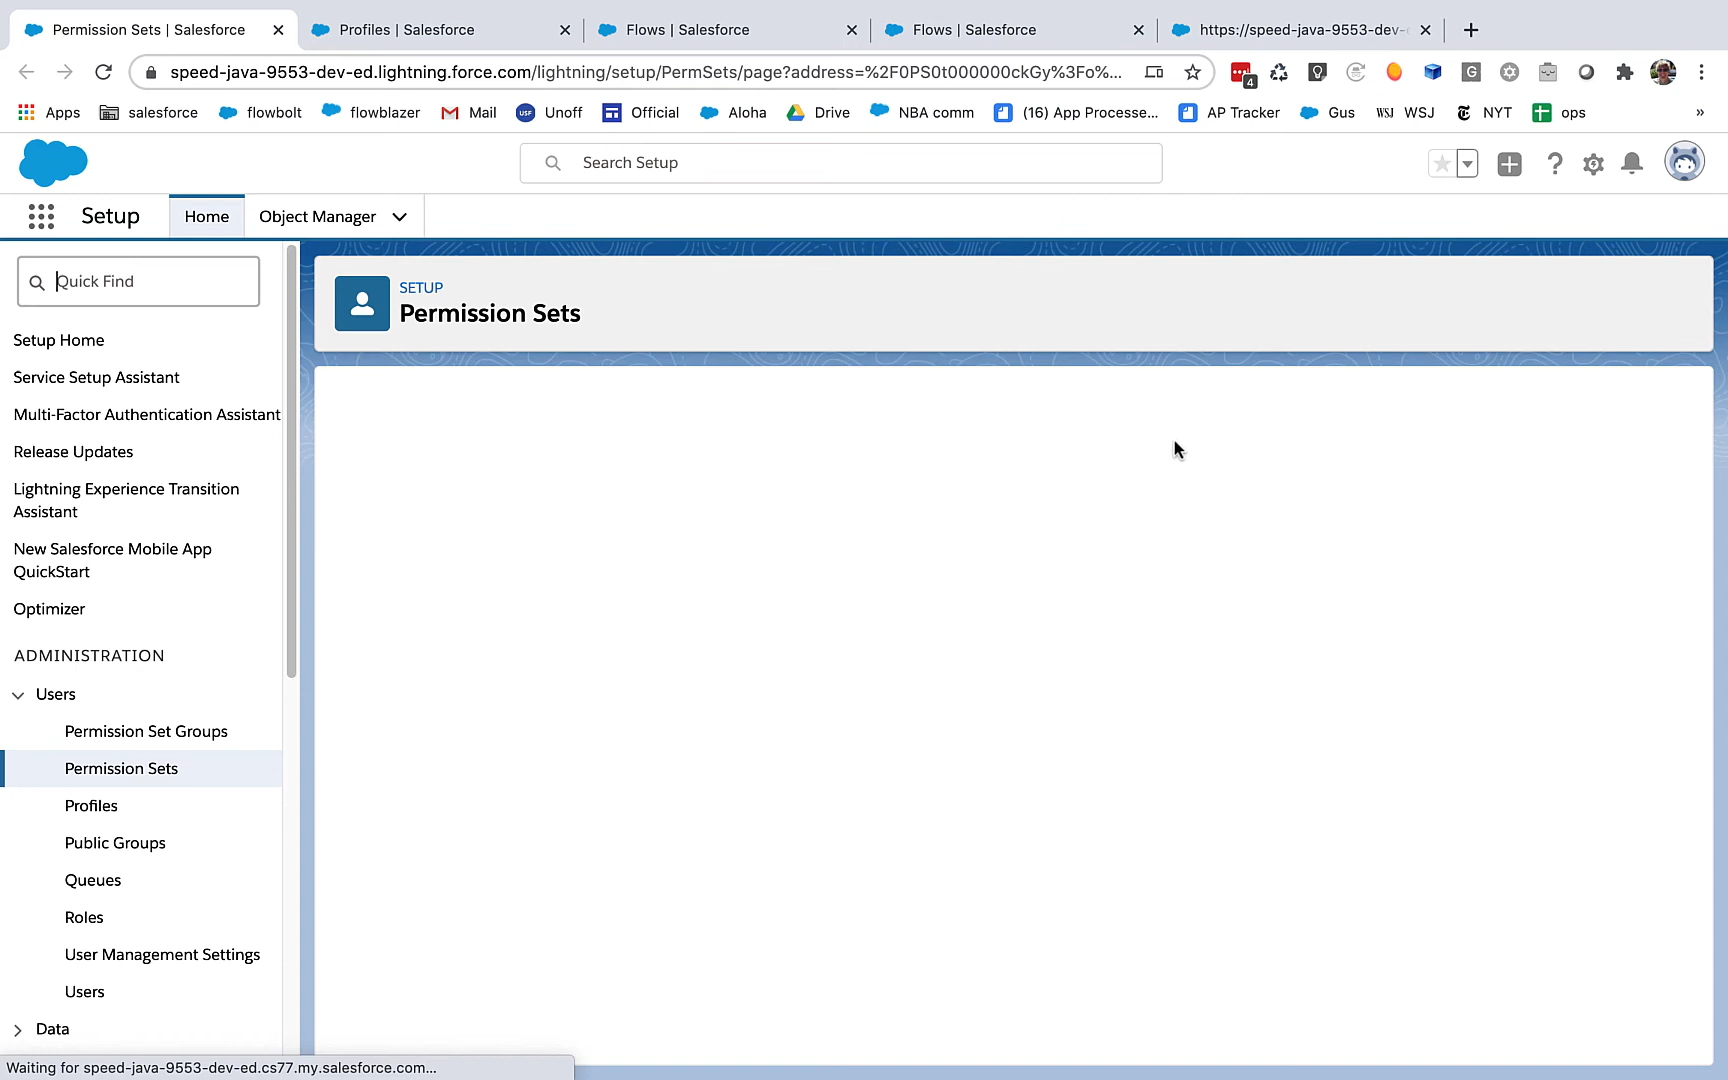 Permission Sets | Salesforce
Profiles | Salesforce
Flows | Salesforce
Flows | Salesforce
https://speed-java-9553-dev-
speed-java-9553-dev-ed.lightning.force.com/lightning/setup/PermSets/page?address=%2F0PS0t000000ckGy%3Fo%...
4
G
Apps
salesforce
flowbolt
flowblazer
Mail
USF
Unoff
Official
Aloha
Drive
NBA comm
(16) App Processe...
AP Tracker
Gus
WSJ
WSJ
NYT
ops
»
Search Setup
Setup
Home
Object Manager
Quick Find
Setup Home
Service Setup Assistant
Multi-Factor Authentication Assistant
Release Updates
Lightning Experience Transition
Assistant
New Salesforce Mobile App
QuickStart
Optimizer
ADMINISTRATION
Users
Permission Set Groups
Permission Sets
Profiles
Public Groups
Queues
Roles
User Management Settings
Users
Data
SETUP
Permission Sets
Waiting for speed-java-9553-dev-ed.cs77.my.salesforce.com...